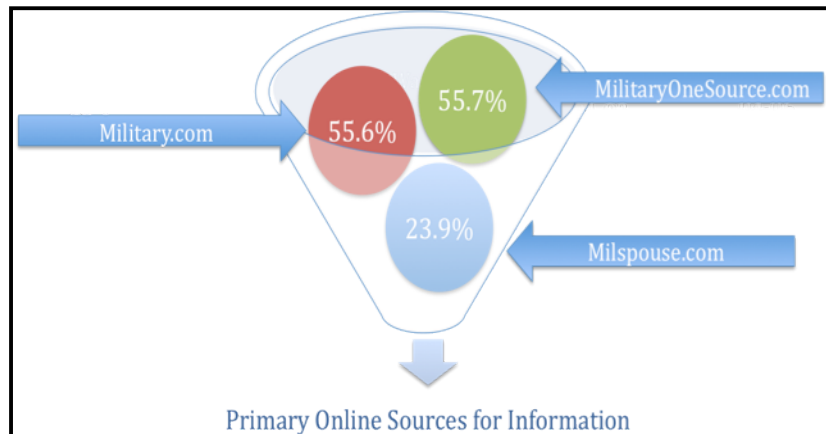 MilitaryOneSource.com
55.7%
Military.com
55.6%
23.9%
Milspouse.com
Primary Online Sources for Information